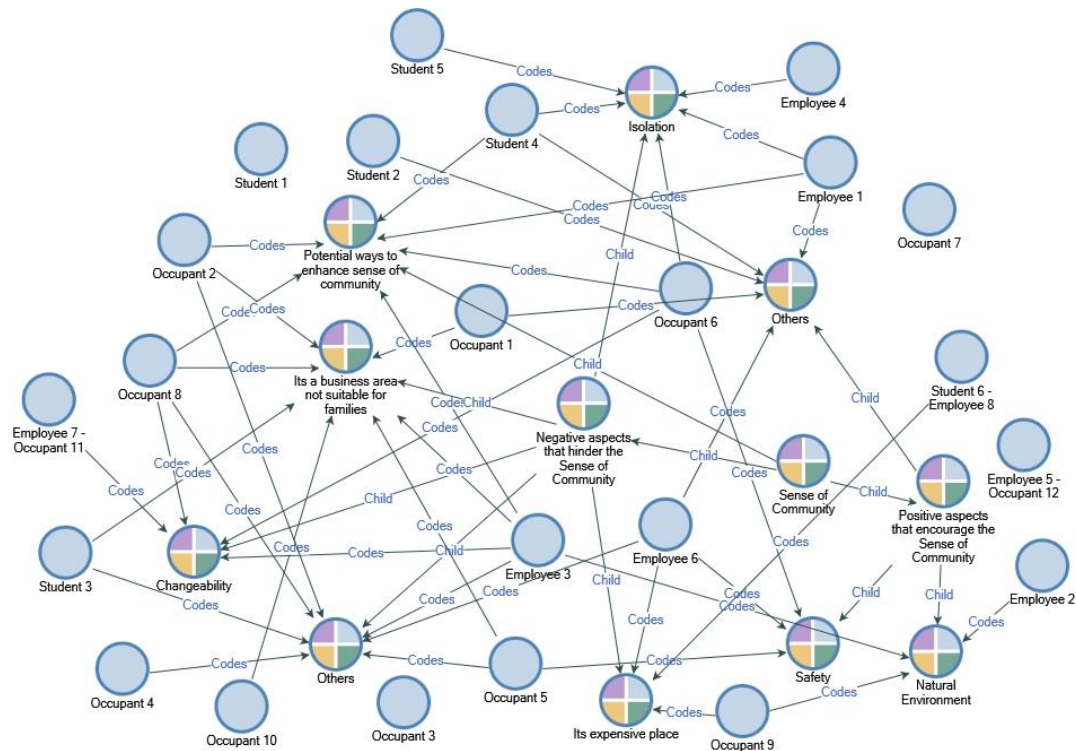 Student 5
Codes
Codes
Employee 4
Codes
Isolation
Student 4
Codes
Student 1
Student 2
Codes
Employee 1
Codes
Codes
Codes
Codes
Codes
Occupant 7
Occupant 2
Codes
Potential ways to
enhance sense of
community
Codes
Child
Codes
Occupant 6
Others
Codes
Codes
Codes
Occupant 1
Codes
Occupant 8
Codes
Its a business area
not suitable for
families
Child
Student 6 -
Employee 8
Employee 7 -
Occupant 11
Codes
Child
Codes
Negative aspects
that hinder the
Sense of
Community
Codes
Child
Sense of
Community
Child
Employee 5 -
Occupant 12
Positive aspects
that encourage the
Sense of
Community
Codes
Codes
Codes
Codes
Child
Codes
Codes
Codes
Codes
Student 3
Changeability
Codes
Codes
Child
Employee 3
Employee 6
Codes
Child
Codes
Codes
Codes
Child
Child
Employee 2
Codes
Codes
Codes
Occupant 4
Codes
Others
Codes
Occupant 5
Codes
Safety
Natural
Environment
Codes
Occupant 10
Occupant 3
Its expensive place
Codes
Occupant 9